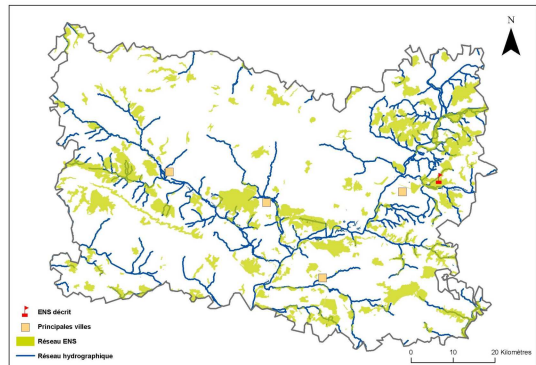 N
ENS décrit
Principales villes
Réseau ENS
Réseau hydrographique
0 10 20 Kilomètres